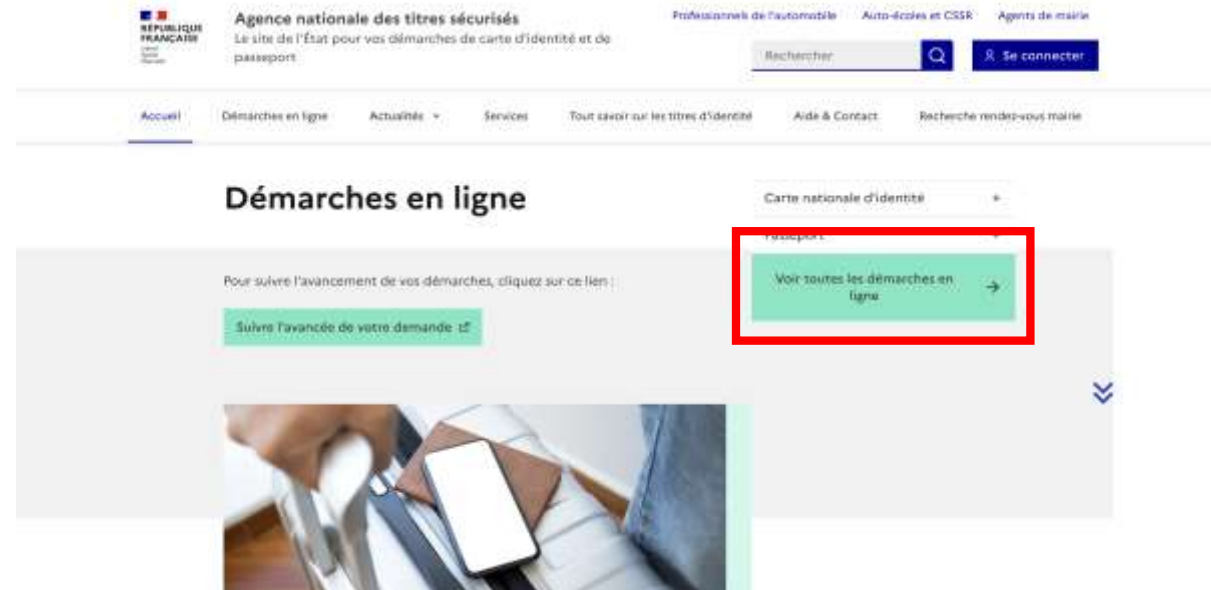 RÉPUBLIQUE
FRANÇAISE
Agence nationale des titres sécurisés
Le site de l'État pour vos démarches de carte d'identité et de
passeport
Professionnels de l'automobile
Auto-écoles et CSSR
Agents de mairie
Rechercher
Se connecter
Accueil
Démarches en ligne
Actualités
Services
Tout savoir sur les titres d'identité
Aide & Contact
Recherche rendez-vous mairie
Démarches en ligne
Carte nationale d'identité +
Passeport
Pour suivre l'avancement de vos démarches, cliquez sur ce lien :
Suivre l'avancée de votre demande
Voir toutes les démarches en
ligne